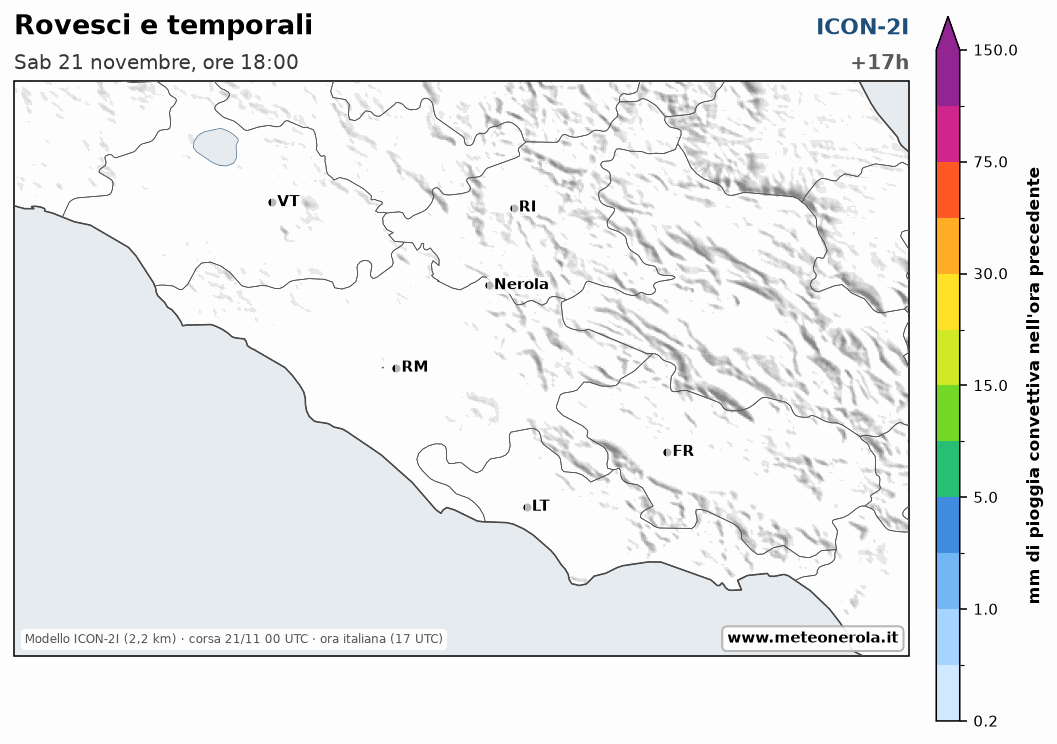 Rovesci e temporali
ICON-2I
Sab 21 novembre, ore 18:00
+17h
150.0
75.0
30.0
15.0
5.0
1.0
0.2
mm di pioggia convettiva nell'ora precedente
VT
RI
Nerola
RM
FR
LT
Modello ICON-2I (2,2 km) · corsa 21/11 00 UTC · ora italiana (17 UTC)
www.meteonerola.it